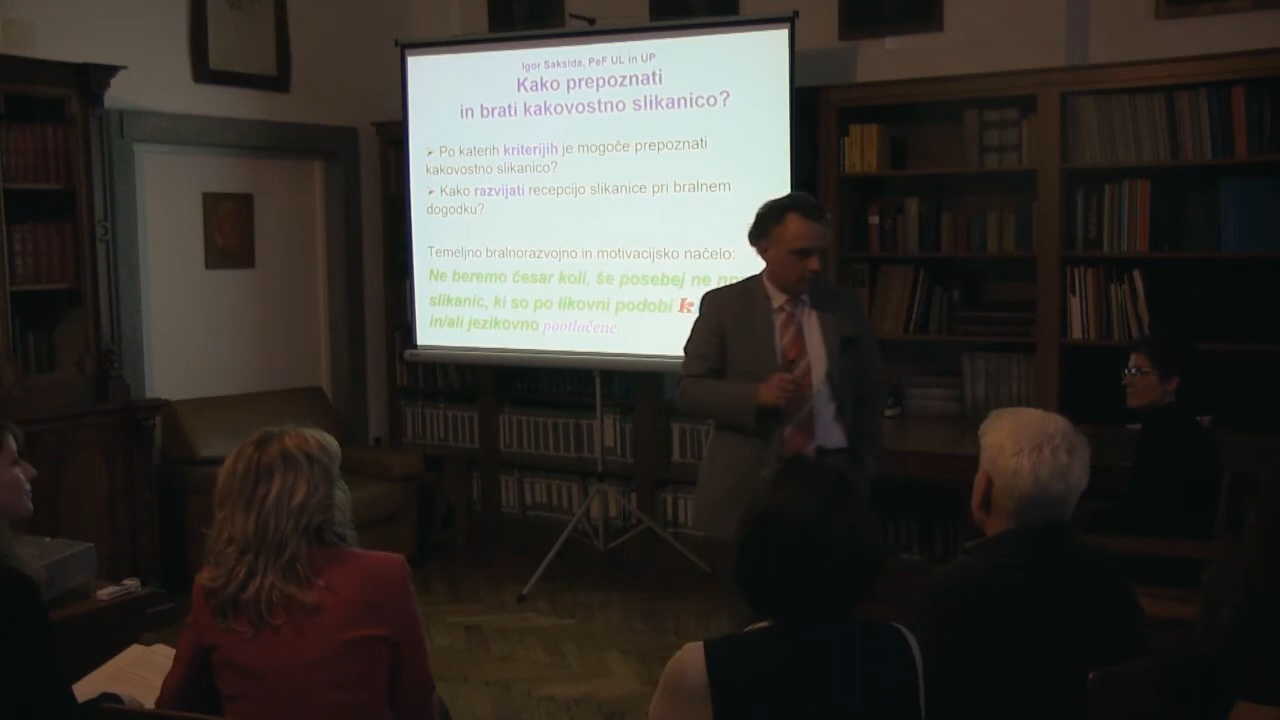 Igor Saksida, PeF UL in UP
Kako prepoznati
in brati kakovostno slikanico?
➢ Po katerih kriterijih je mogoče prepoznati
kakovostno slikanico?
➢ Kako razvijati recepcijo slikanice pri bralnem
dogodku?
Temeljno bralnorazvojno in motivacijsko načelo:
Ne beremo česar koli, še posebej ne
slikanic, ki so po likovni podobi
in/ali jezikovno pootločene.